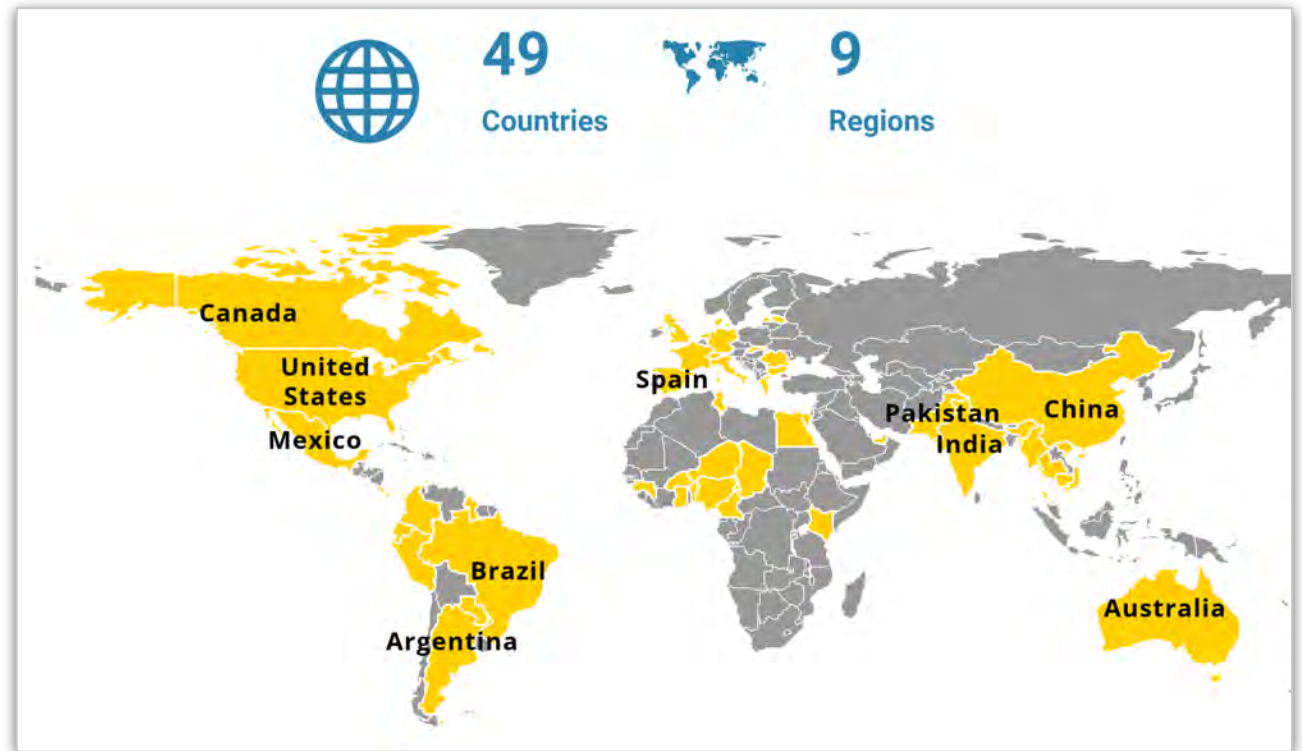 49
Countries
9
Regions
Canada
United
States
Mexico
Spain
Pakistan
China
India
Brazil
Argentina
Australia